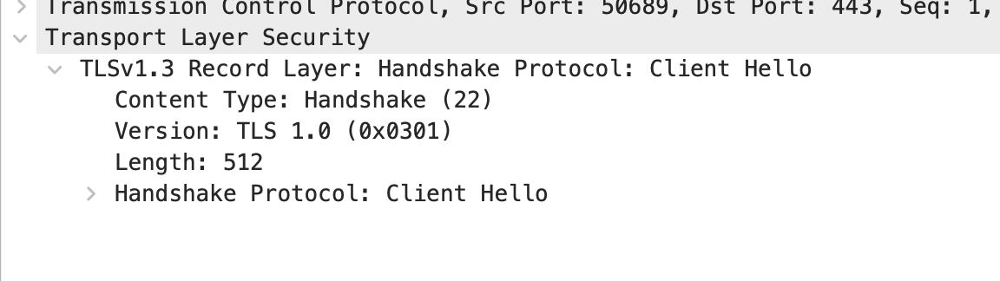 Transmission Control Protocol, Src Port: 50689, Dst Port: 443, Seq: 1,
Transport Layer Security
TLSv1.3 Record Layer: Handshake Protocol: Client Hello
Content Type: Handshake (22)
Version: TLS 1.0 (0x0301)
Length: 512
Handshake Protocol: Client Hello